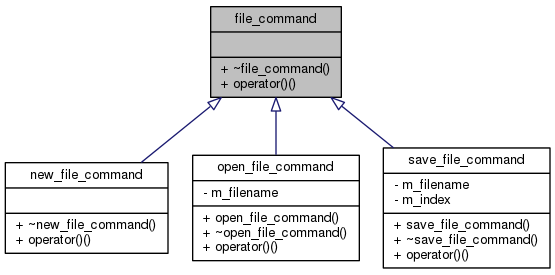 file_command
+ ~file_command()
+ operator()()
new_file_command
+ ~new_file_command()
+ operator()()
open_file_command
- m_filename
+ open_file_command()
+ ~open_file_command()
+ operator()()
save_file_command
- m_filename
- m_index
+ save_file_command()
+ ~save_file_command()
+ operator()()